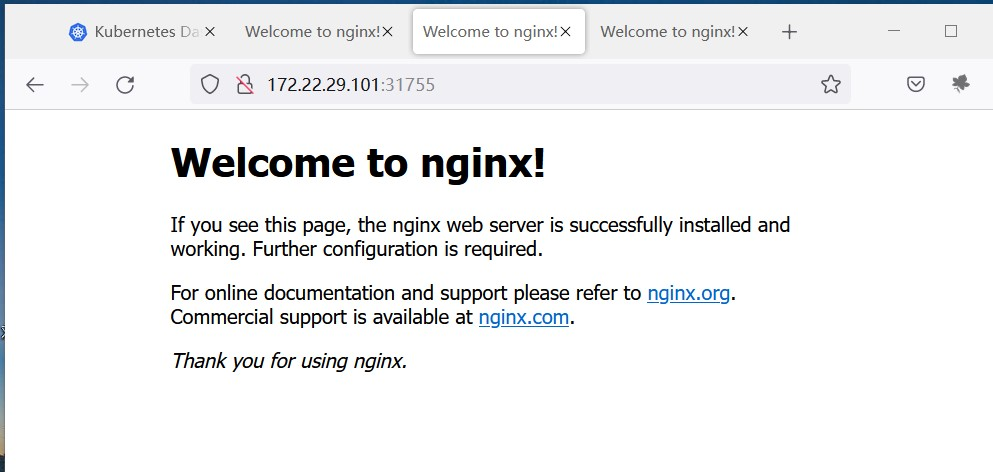 Kubernetes Da
Welcome to nginx!
Welcome to nginx!
Welcome to nginx!
172.22.29.101:31755
Welcome to nginx!
If you see this page, the nginx web server is successfully installed and
working. Further configuration is required.
For online documentation and support please refer to nginx.org.
Commercial support is available at nginx.com.
Thank you for using nginx.